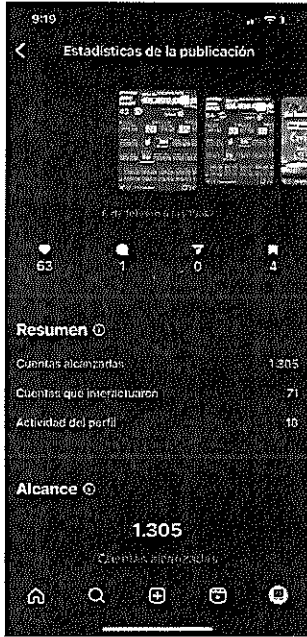 9:19
Estadísticas de la publicación
63 1 0 4
Resumen
Cuentas alcanzadas 1.305
Cuentas que interactuaron 71
Actividad del perfil 10
Alcance
1.305
Cuentas alcanzadas